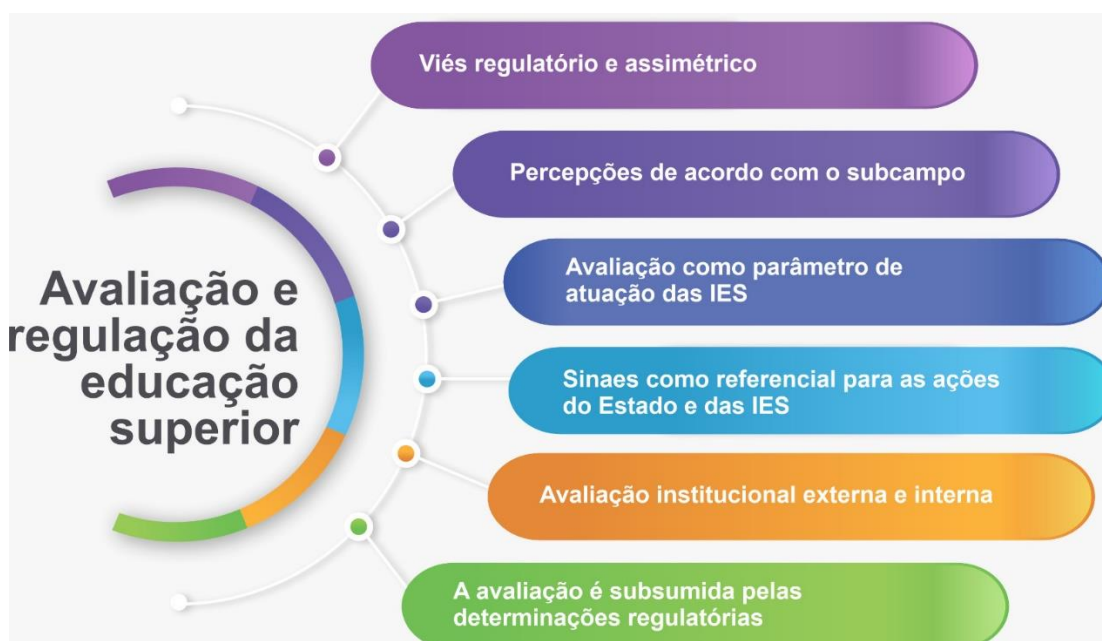 Viés regulatório e assimétrico
Percepções de acordo com o subcampo
Avaliação e
regulação da
educação
superior
Avaliação como parâmetro de
atuação das IES
Sinaes como referencial para as ações
do Estado e das IES
Avaliação institucional externa e interna
A avaliação é subsumida pelas
determinações regulatórias